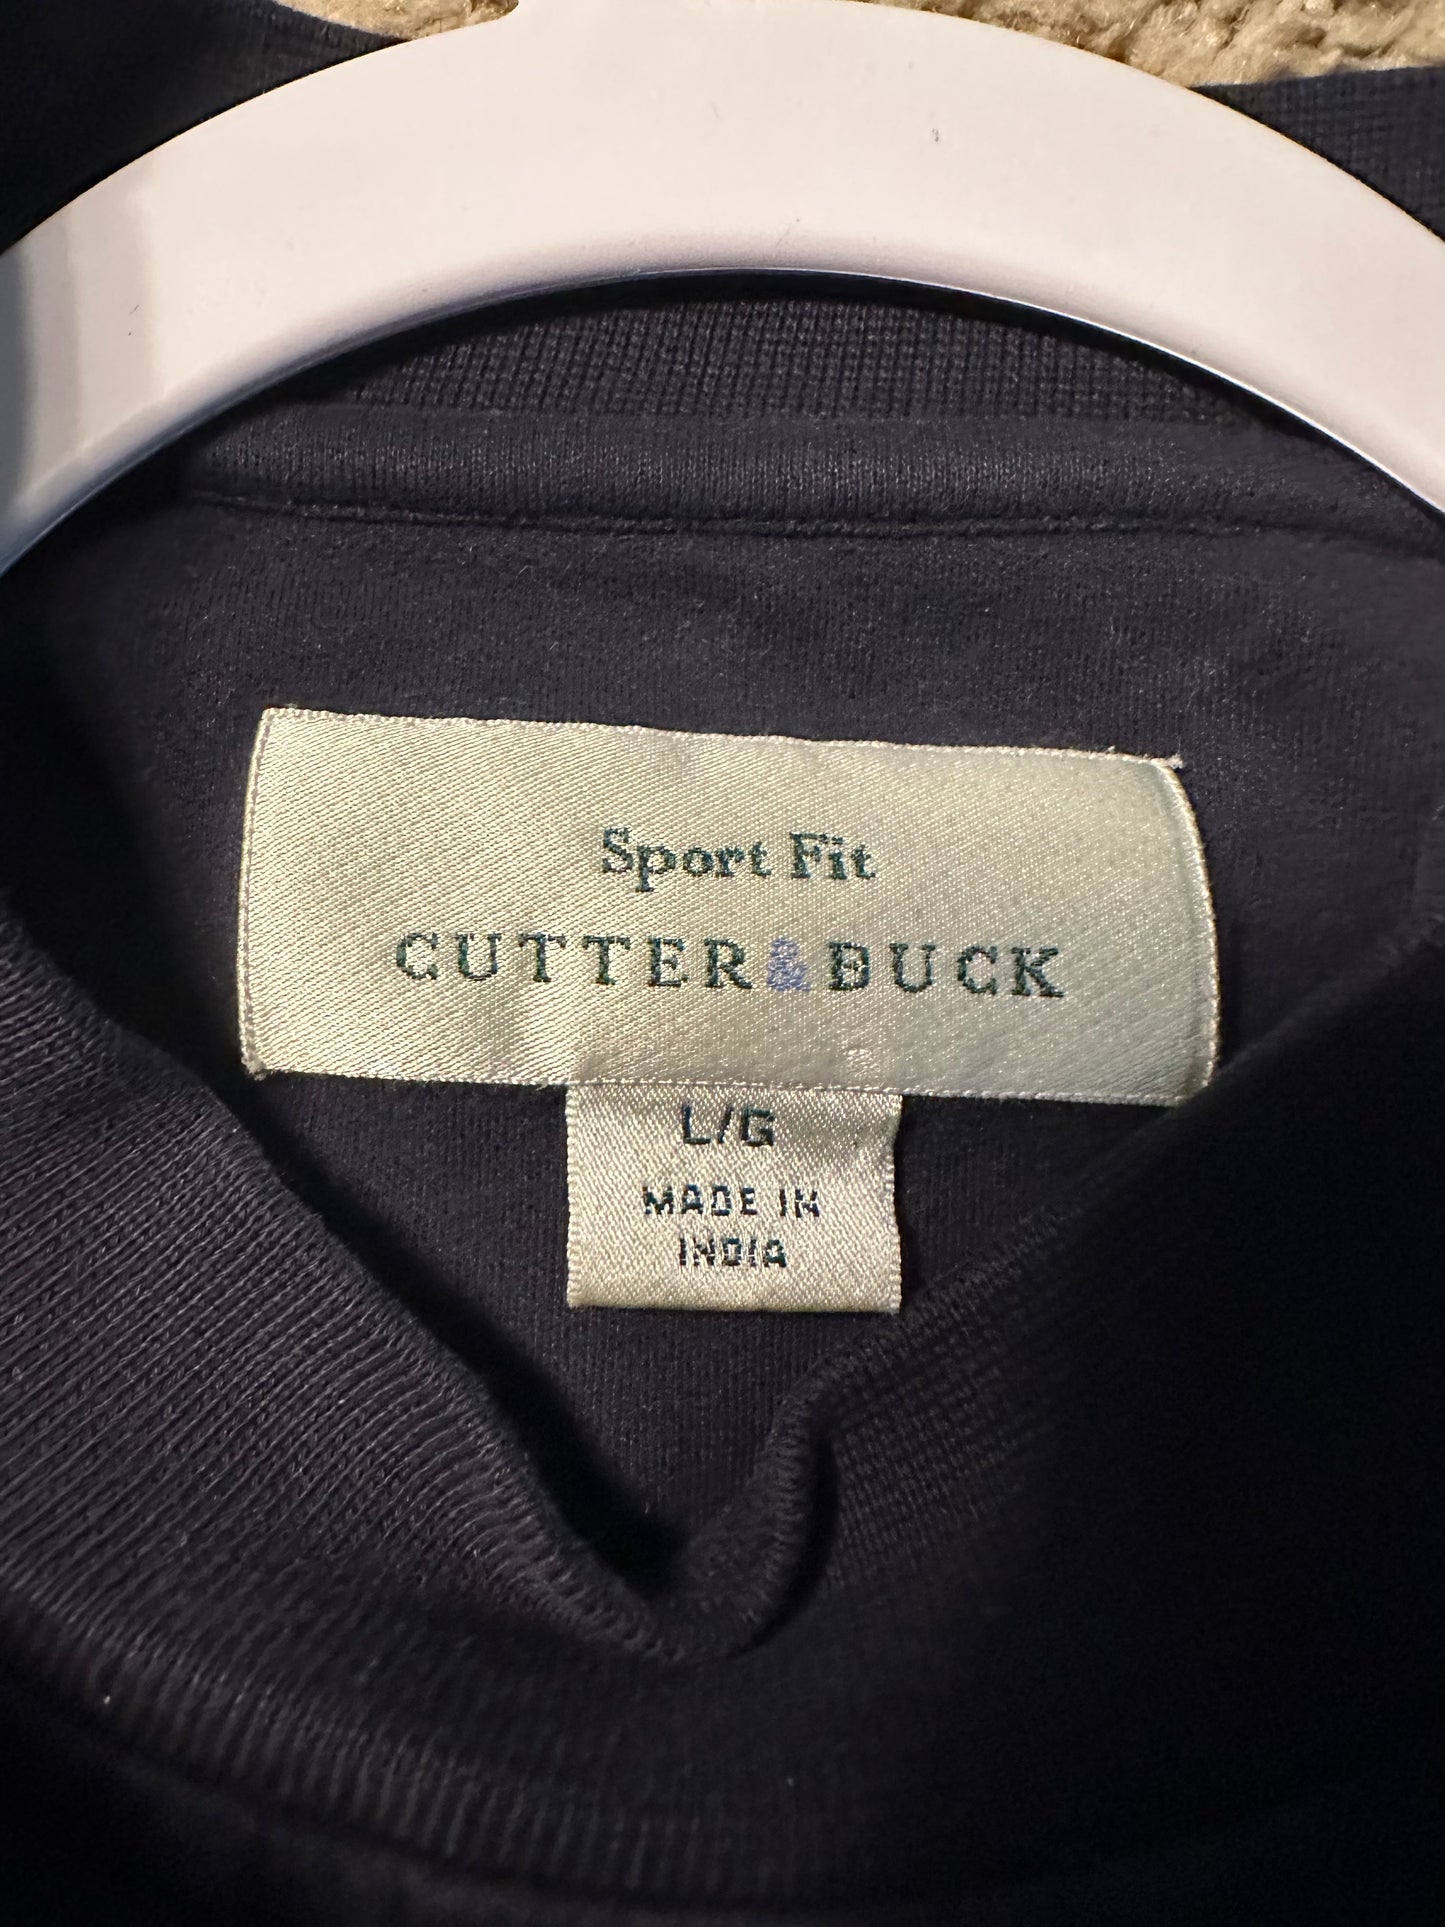 Sport Fit
CUTTER & BUCK
L/G
MADE IN
INDIA